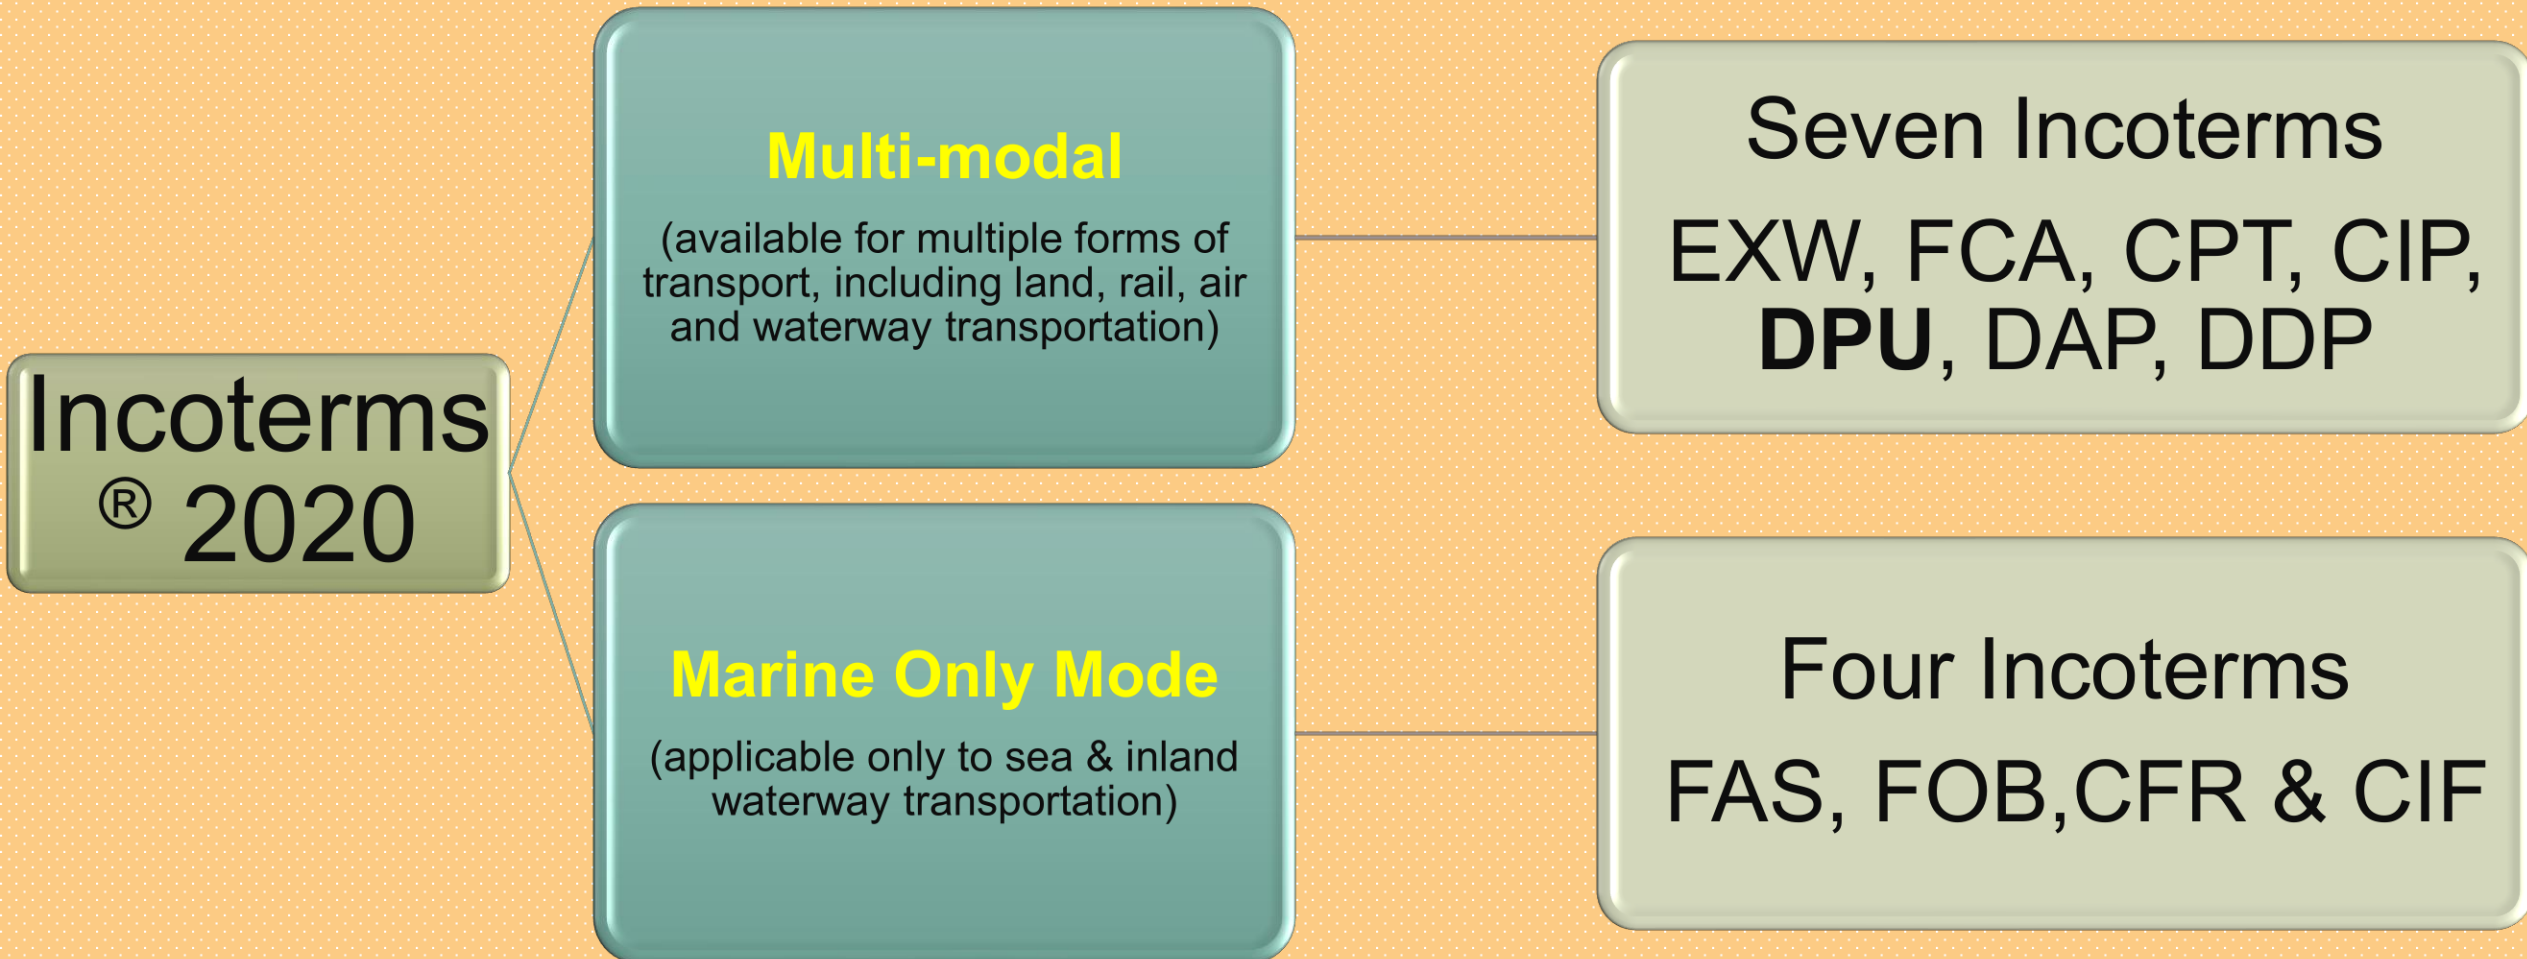 Incoterms
® 2020
Multi-modal
(available for multiple forms of
transport, including land, rail, air
and waterway transportation)
Seven Incoterms
EXW, FCA, CPT, CIP,
DPU, DAP, DDP
Marine Only Mode
(applicable only to sea & inland
waterway transportation)
Four Incoterms
FAS, FOB,CFR & CIF